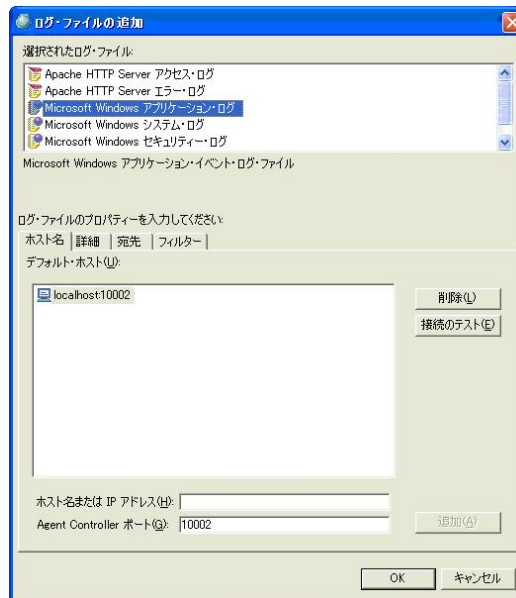 ログ・ファイルの追加
選択されたログ・ファイル:
Apache HTTP Server アクセス・ログ
Apache HTTP Server エラー・ログ
Microsoft Windows アプリケーション・ログ
Microsoft Windows システム・ログ
Microsoft Windows セキュリティー・ログ
Microsoft Windows アプリケーション・イベント・ログ・ファイル
ログ・ファイルのプロパティーを入力してください:
ホスト名 詳細 宛先 フィルター
デフォルト・ホスト(U):
localhost:10002
削除(L)
接続のテスト(E)
ホスト名または IP アドレス(H):
Agent Controller ポート(G): 10002
追加(A)
OK キャンセル